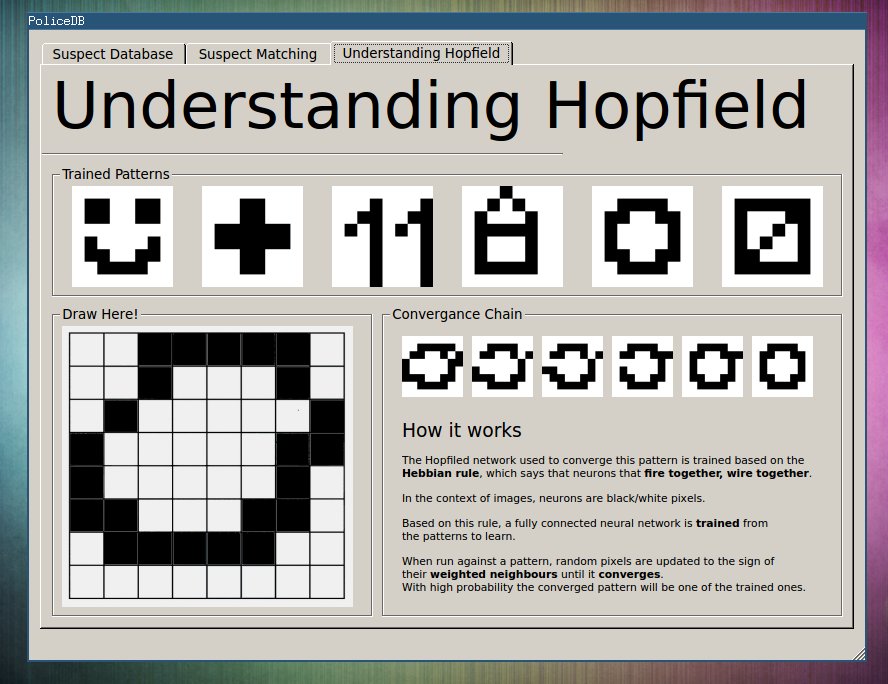 PoliceDB
Suspect Database
Suspect Matching
Understanding Hopfield
Understanding Hopfield
Trained Patterns
Draw Here!
Convergance Chain
How it works
The Hopfiled network used to converge this pattern is trained based on the
Hebbian rule, which says that neurons that fire together, wire together.
In the context of images, neurons are black/white pixels.
Based on this rule, a fully connected neural network is trained from
the patterns to learn.
When run against a pattern, random pixels are updated to the sign of
their weighted neighbours until it converges.
With high probability the converged pattern will be one of the trained ones.